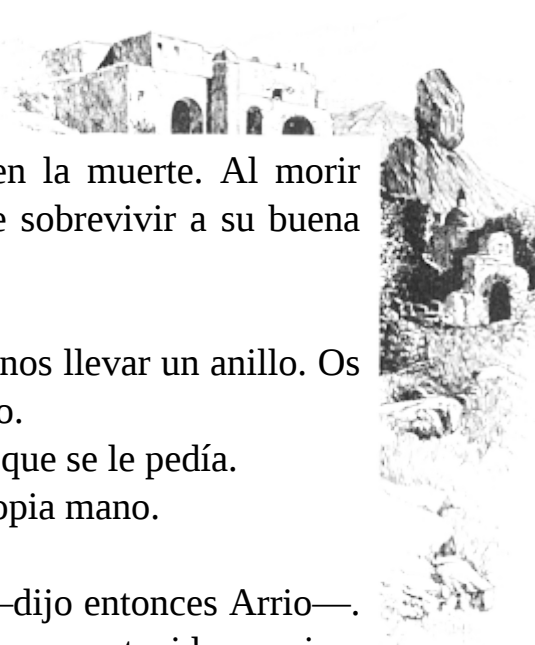 en la muerte. Al morir
sobrevivir a su buena
nos llevar un anillo. Os
o.
que se le pedía.
opia mano.
—dijo entonces Arrio—.